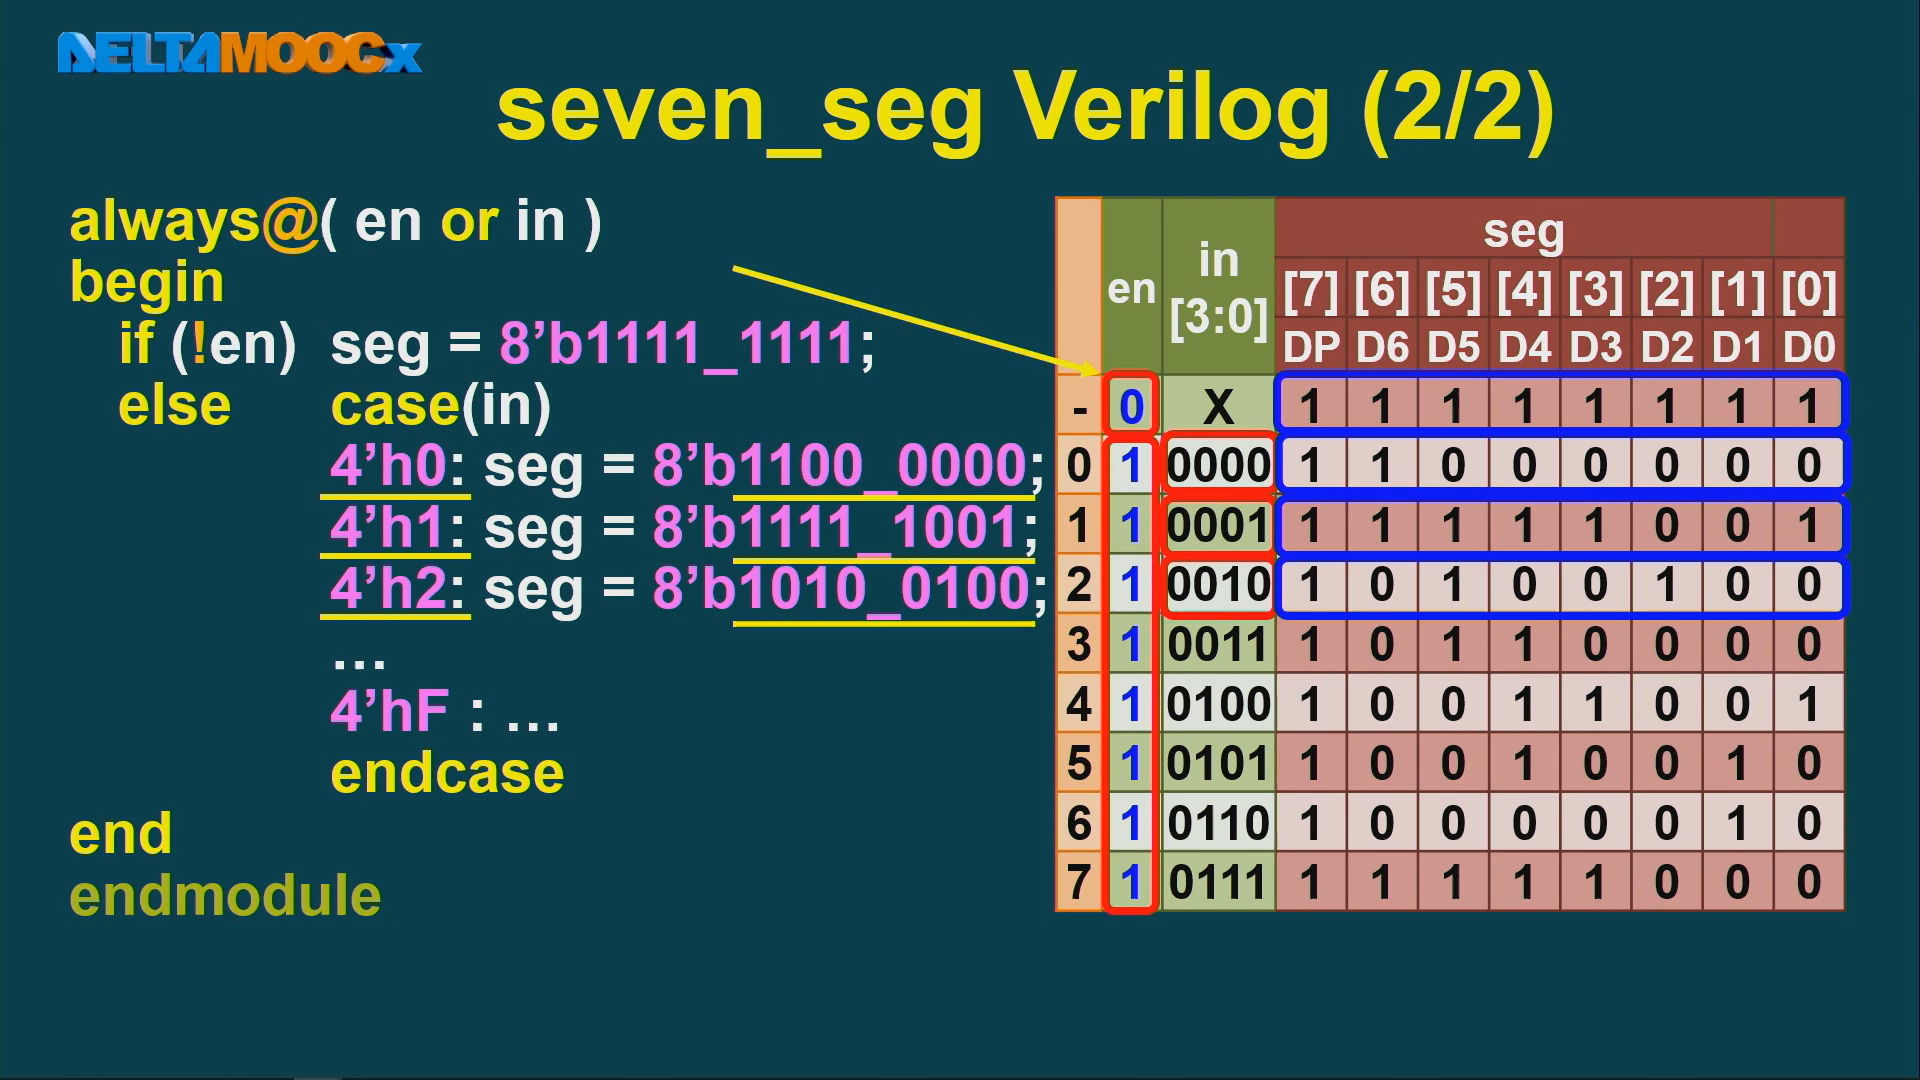 DELTAMOOCx
seven_seg Verilog (2/2)
always@( en or in )
begin
if (!en) seg = 8’b1111_1111;
else case(in)
4’h0: seg = 8’b1100_0000;
4’h1: seg = 8’b1111_1001;
4’h2: seg = 8’b1010_0100;
…
4’hF : …
endcase
end
endmodule
en in [3:0] seg
[7] [6] [5] [4] [3] [2] [1] [0]
DP D6 D5 D4 D3 D2 D1 D0
- 0 X 1 1 1 1 1 1 1 1
0 1 0000 1 1 0 0 0 0 0 0
1 1 0001 1 1 1 1 1 0 0 1
2 1 0010 1 0 1 0 0 1 0 0
3 1 0011 1 0 1 1 0 0 0 0
4 1 0100 1 0 0 1 1 0 0 1
5 1 0101 1 0 0 1 0 0 1 0
6 1 0110 1 0 0 0 0 0 1 0
7 1 0111 1 1 1 1 1 0 0 0